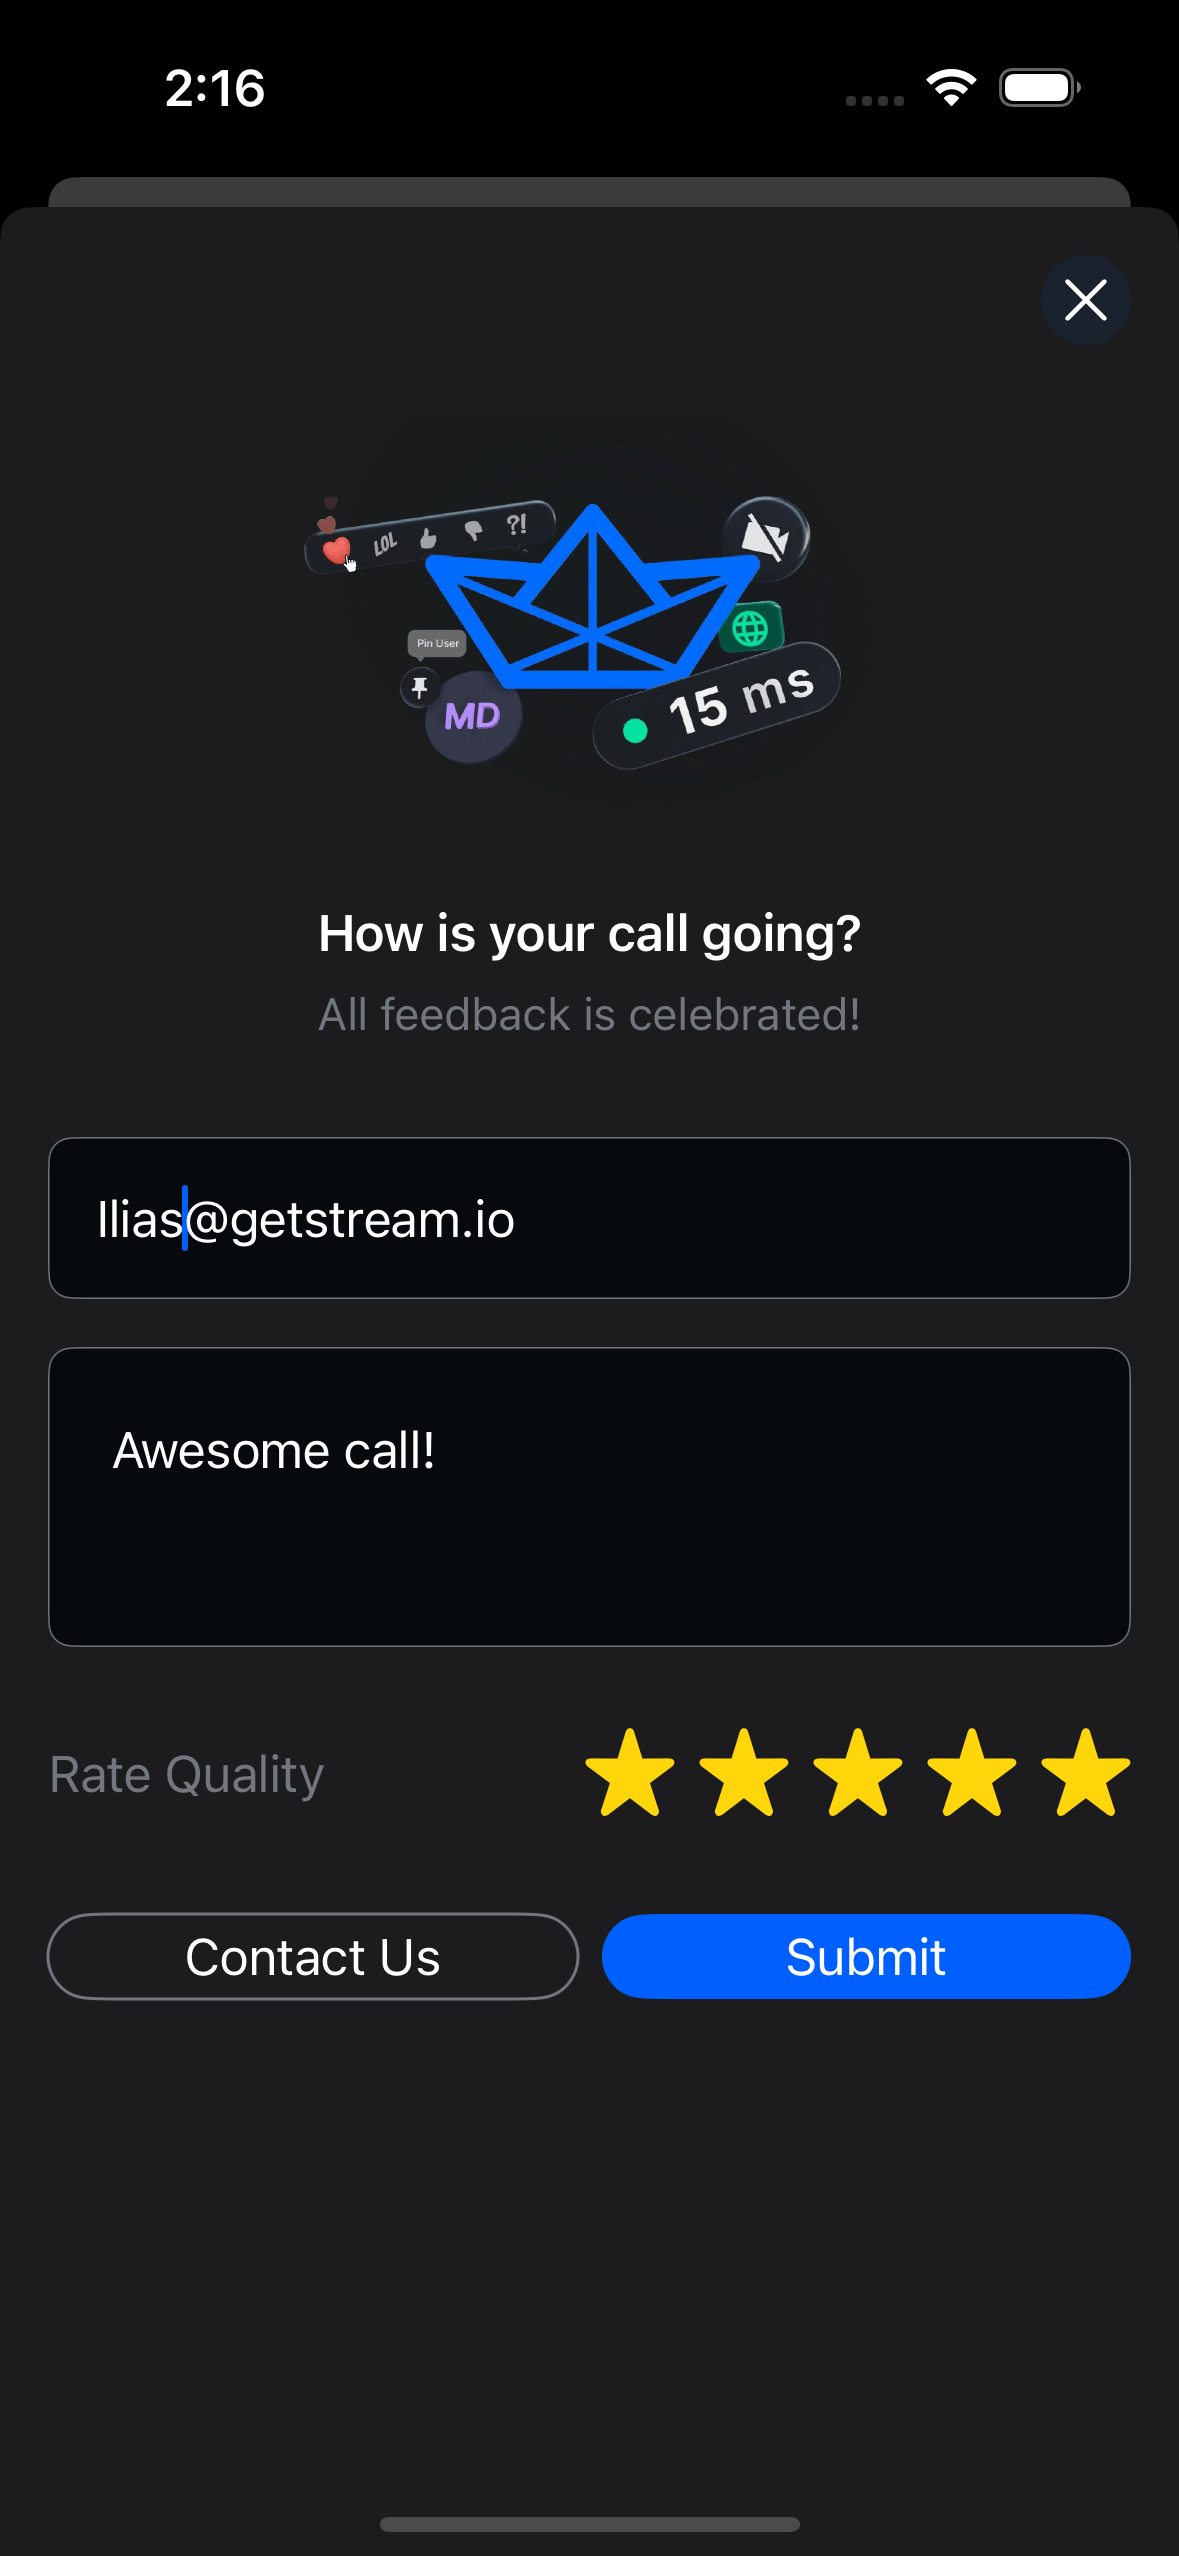 2:16
LOL
?!
Pin User
MD
15 ms
How is your call going?
All feedback is celebrated!
Ilias@getstream.io
Awesome call!
Rate Quality
Contact Us
Submit